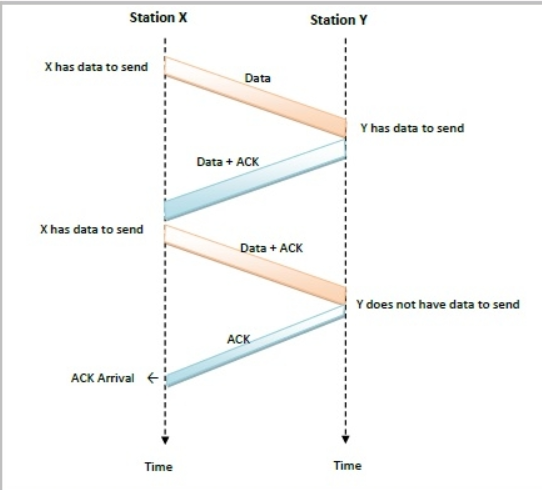 Station X
Station Y
X has data to send
Data
Y has data to send
Data + ACK
X has data to send
Data + ACK
Y does not have data to send
ACK
ACK Arrival
Time
Time